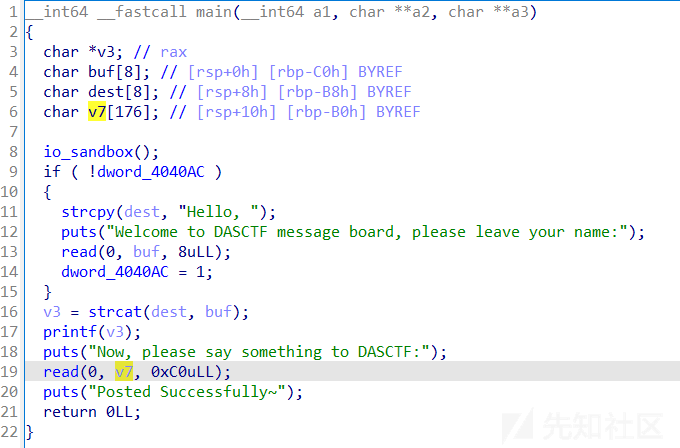 1 __int64 __fastcall main(__int64 a1, char **a2, char **a3)
2 {
3 char *v3; // rax
4 char buf[8]; // [rsp+0h] [rbp-C0h] BYREF
5 char dest[8]; // [rsp+8h] [rbp-B8h] BYREF
6 char v7[176]; // [rsp+10h] [rbp-B0h] BYREF
7
8 io_sandbox();
9 if ( !dword_4040AC )
10 {
11 strcpy(dest, "Hello, ");
12 puts("Welcome to DASCTF message board, please leave your name:");
13 read(0, buf, 8uLL);
14 dword_4040AC = 1;
15 }
16 v3 = strcat(dest, buf);
17 printf(v3);
18 puts("Now, please say something to DASCTF:");
19 read(0, v7, 0xC0uLL);
20 puts("Posted Successfully~");
21 return 0LL;
22 }
先知社区